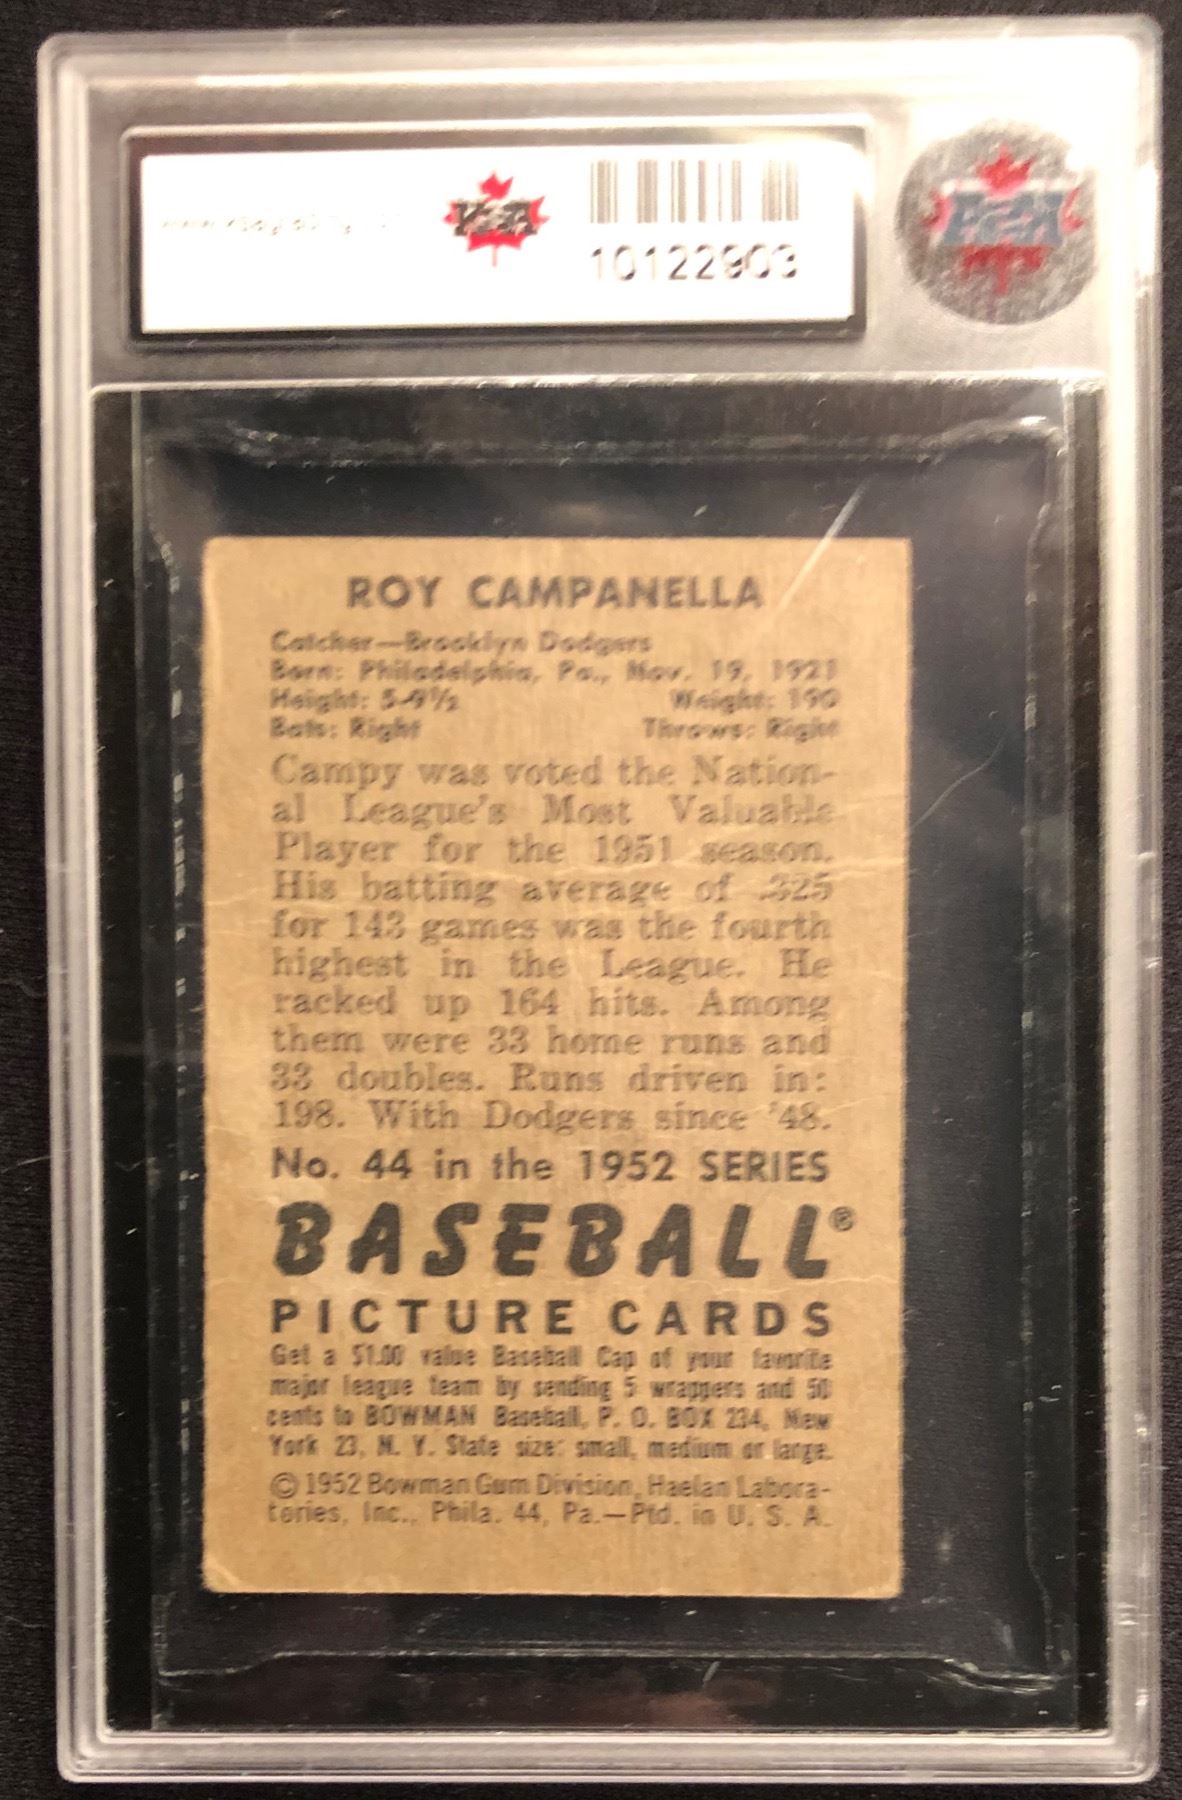 KSA
10122903
KSA
ROY CAMPANELLA
Catcher—Brooklyn Dodgers
Born: Philadelphia, Pa., Nov. 19, 1921
Height: 5-9½ Weight: 190
Bats: Right Throws: Right
Campy was voted the Nation-
al League's Most Valuable
Player for the 1951 season.
His batting average of .325
for 143 games was the fourth
highest in the League. He
racked up 164 hits. Among
them were 33 home runs and
33 doubles. Runs driven in:
198. With Dodgers since '48.
No. 44 in the 1952 SERIES
BASEBALL®
PICTURE CARDS
Get a $1.00 value Baseball Cap of your favorite
major league team by sending 5 wrappers and 50
cents to BOWMAN Baseball, P. O. BOX 234, New
York 23, N. Y. State size: small, medium or large.
© 1952 Bowman Gum Division, Haelan Labora-
tories, Inc., Phila. 44, Pa.—Ptd. in U. S. A.